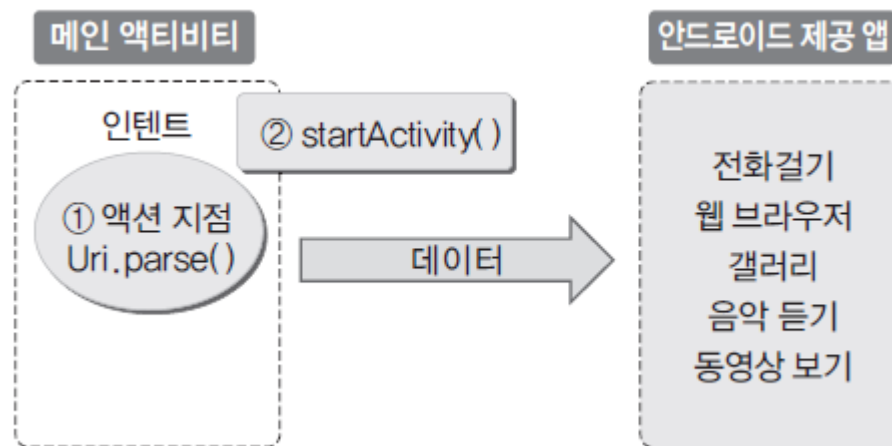 메인 액티비티
인텐트
① 액션 지점
Uri.parse()
② startActivity()
데이터
안드로이드 제공 앱
전화걸기
웹 브라우저
갤러리
음악 듣기
동영상 보기